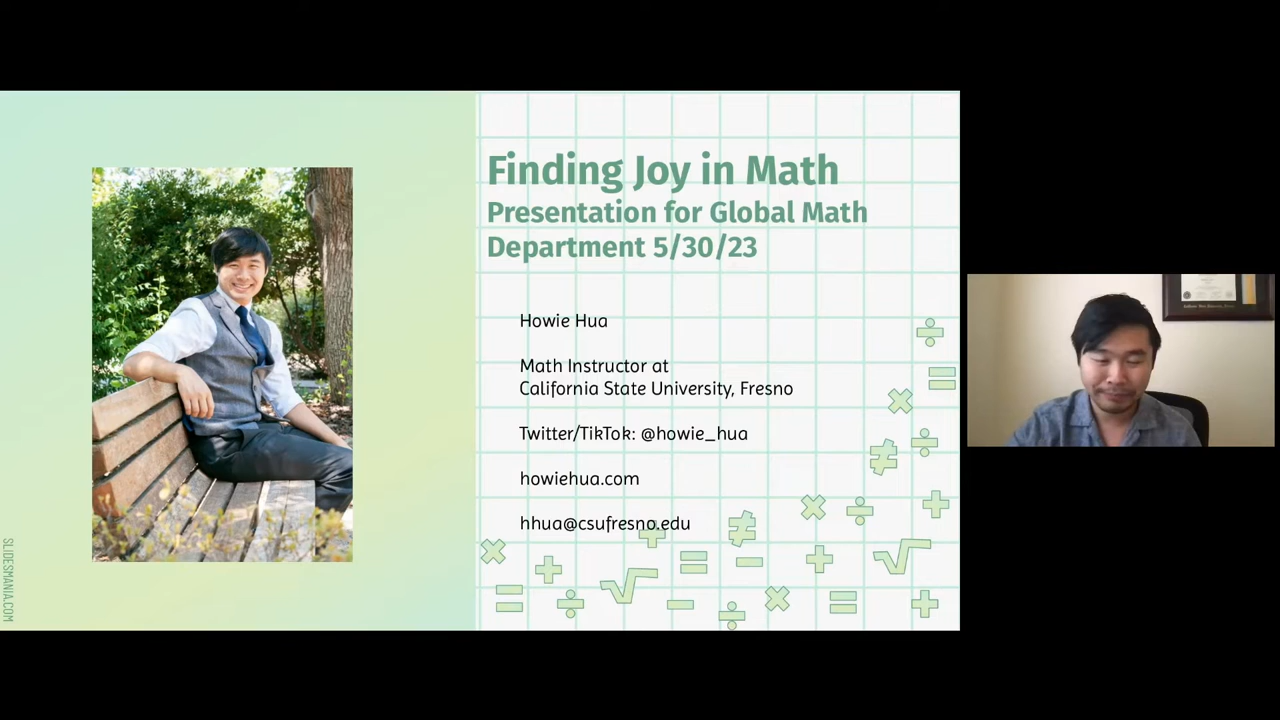 Finding Joy in Math
Presentation for Global Math
Department 5/30/23
Howie Hua
Math Instructor at
California State University, Fresno
Twitter/TikTok: @howie_hua
howiehua.com
hhua@csufresno.edu
SLIDESMANIA.COM